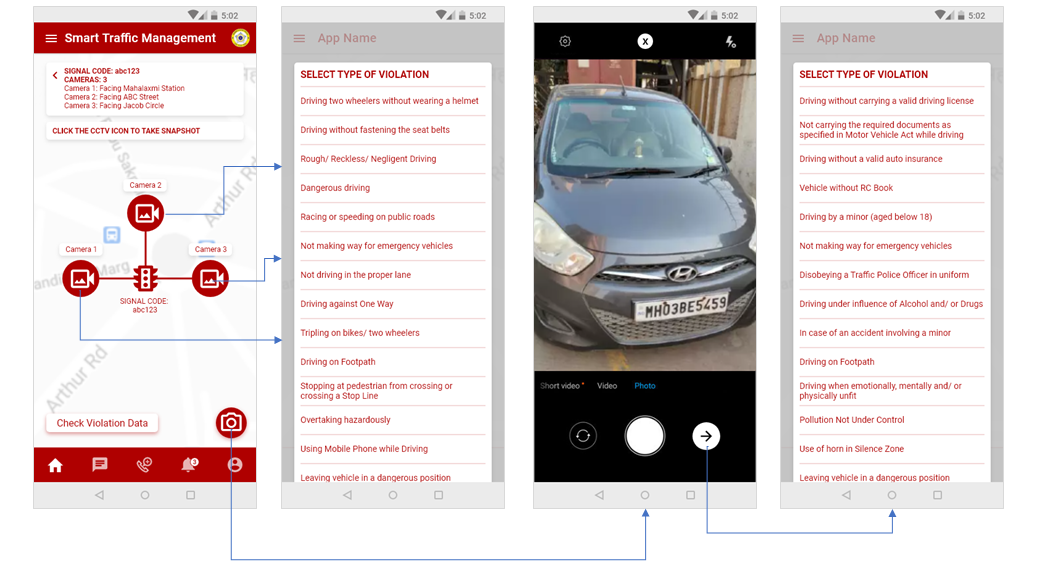 5:02
Smart Traffic Management
SIGNAL CODE: abc123
CAMERAS: 3
Camera 1: Facing Mahalaxmi Station
Camera 2: Facing ABC Street
Camera 3: Facing Jacob Circle
CLICK THE CCTV ICON TO TAKE SNAPSHOT
Camera 2
Arthur Rd
Camera 1
Camera 3
Marg
SIGNAL CODE:
abc123
Arthur Rd
Check Violation Data
3
5:02
App Name
SELECT TYPE OF VIOLATION
Driving two wheelers without wearing a helmet
Driving without fastening the seat belts
Rough/ Reckless/ Negligent Driving
Dangerous driving
Racing or speeding on public roads
Not making way for emergency vehicles
Not driving in the proper lane
Driving against One Way
Tripling on bikes/ two wheelers
Driving on Footpath
Stopping at pedestrian from crossing or
crossing a Stop Line
Overtaking hazardously
Using Mobile Phone while Driving
Leaving vehicle in a dangerous position
5:02
X
MH03BE5459
Short video
Video
Photo
5:02
App Name
SELECT TYPE OF VIOLATION
Driving without carrying a valid driving license
Not carrying the required documents as
specified in Motor Vehicle Act while driving
Driving without a valid auto insurance
Vehicle without RC Book
Driving by a minor (aged below 18)
Not making way for emergency vehicles
Disobeying a Traffic Police Officer in uniform
Driving under influence of Alcohol and/ or Drugs
In case of an accident involving a minor
Driving on Footpath
Driving when emotionally, mentally and/ or
physically unfit
Pollution Not Under Control
Use of horn in Silence Zone
Leaving vehicle in a dangerous position